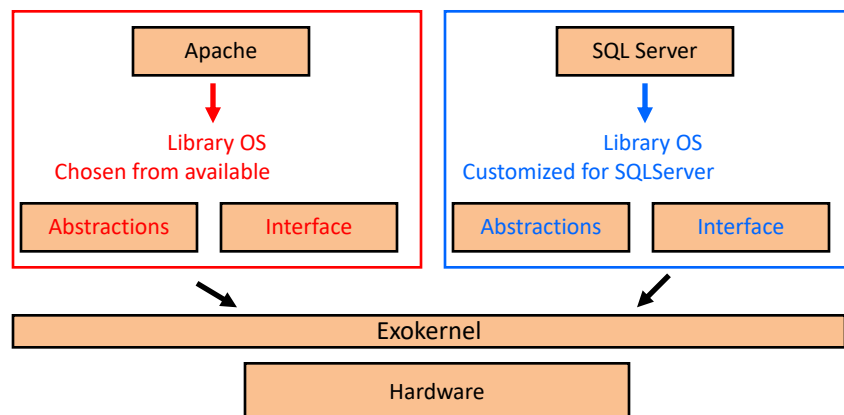 Apache
SQL Server
Library OS
Chosen from available
Library OS
Customized for SQLServer
Abstractions
Interface
Abstractions
Interface
Exokernel
Hardware